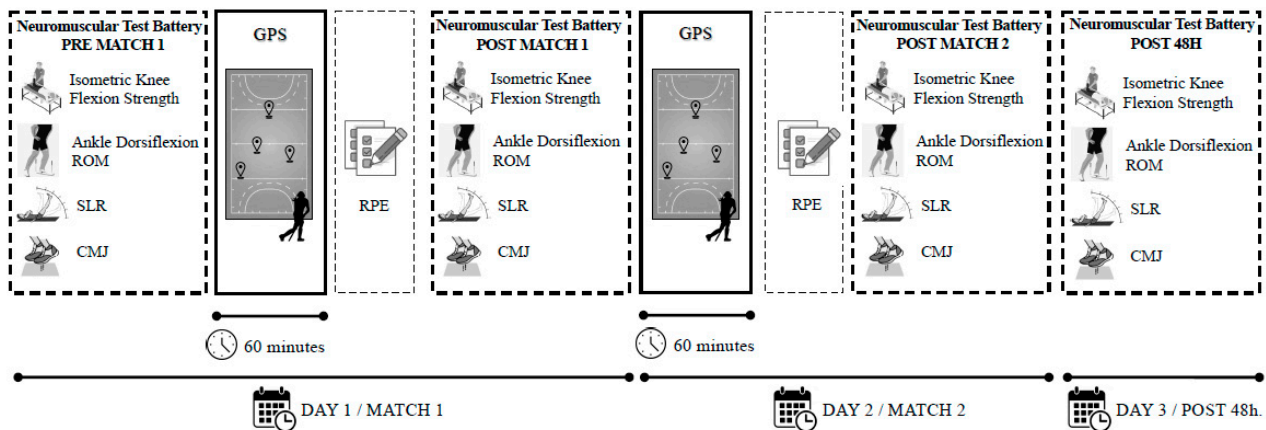 Neuromuscular Test Battery
PRE MATCH 1
Isometric Knee
Flexion Strength
Ankle Dorsiflexion
ROM
SLR
CMJ
GPS
RPE
Neuromuscular Test Battery
POST MATCH 1
Isometric Knee
Flexion Strength
Ankle Dorsiflexion
ROM
SLR
CMJ
GPS
RPE
Neuromuscular Test Battery
POST MATCH 2
Isometric Knee
Flexion Strength
Ankle Dorsiflexion
ROM
SLR
CMJ
Neuromuscular Test Battery
POST 48H
Isometric Knee
Flexion Strength
Ankle Dorsiflexion
ROM
SLR
CMJ
60 minutes
60 minutes
DAY 1 / MATCH 1
DAY 2 / MATCH 2
DAY 3 / POST 48h.